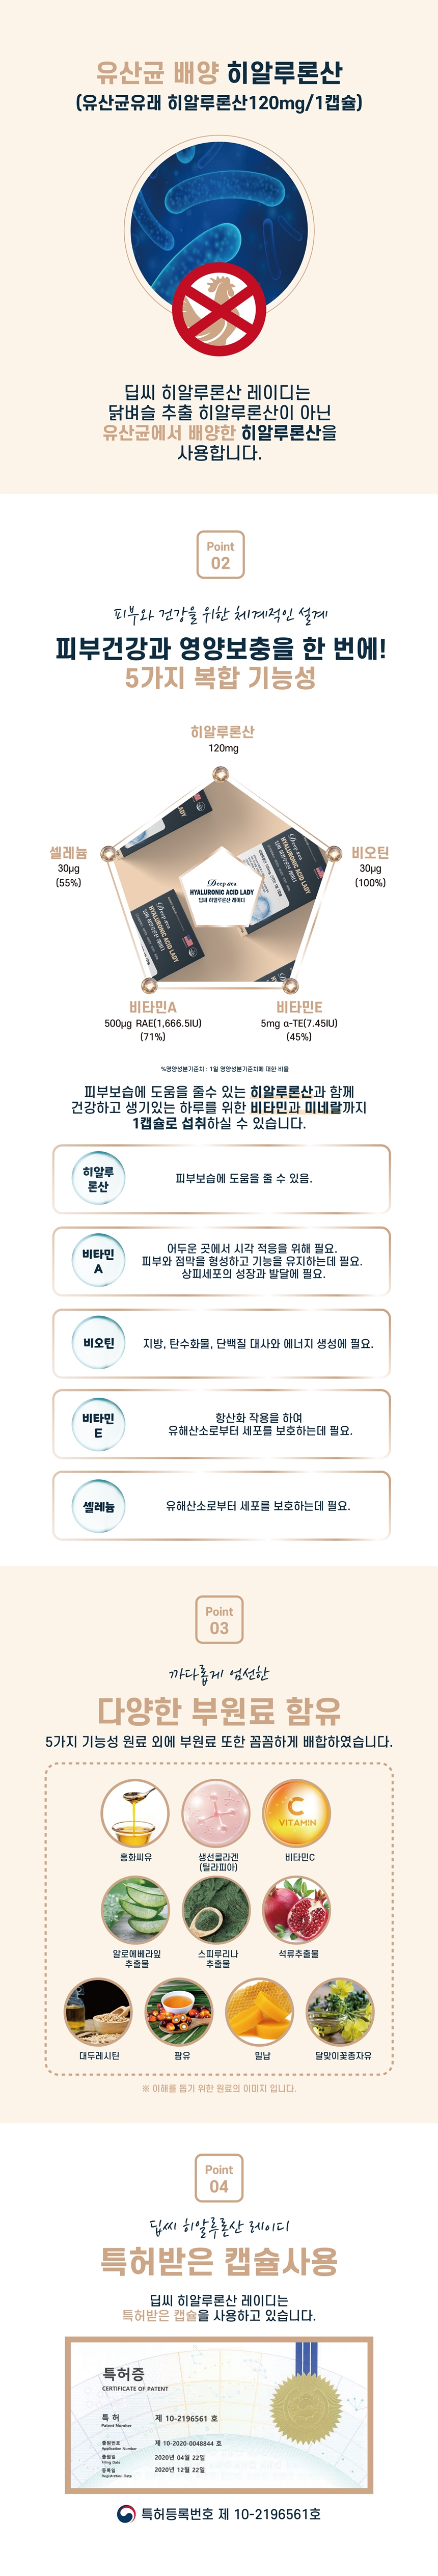 유산균 배양 히알루론산
(유산균유래 히알루론산120mg/1캡슐)
딥씨 히알루론산 레이디는
닭벼슬 추출 히알루론산이 아닌
유산균에서 배양한 히알루론산을
사용합니다.
Point
02
피부와 건강을 위한 체계적인 설계
피부건강과 영양보충을 한 번에!
5가지 복합 기능성
히알루론산
120mg
셀레늄
30μg
(55%)
비오틴
30μg
(100%)
Deep sea
HYALURONIC ACID LADY
딥씨 히알루론산 레이디
비타민A
500μg RAE(1,666.5IU)
(71%)
비타민E
5mg α-TE(7.45IU)
(45%)
%영양성분기준치 : 1일 영양성분기준치에 대한 비율
피부보습에 도움을 줄수 있는 히알루론산과 함께
건강하고 생기있는 하루를 위한 비타민과 미네랄까지
1캡슐로 섭취하실 수 있습니다.
히알루
론산
피부보습에 도움을 줄 수 있음.
비타민
A
어두운 곳에서 시각 적응을 위해 필요.
피부와 점막을 형성하고 기능을 유지하는데 필요.
상피세포의 성장과 발달에 필요.
비오틴
지방, 탄수화물, 단백질 대사와 에너지 생성에 필요.
비타민
E
항산화 작용을 하여
유해산소로부터 세포를 보호하는데 필요.
셀레늄
유해산소로부터 세포를 보호하는데 필요.
Point
03
까다롭게 엄선한
다양한 부원료 함유
5가지 기능성 원료 외에 부원료 또한 꼼꼼하게 배합하였습니다.
C
VITAMIN
홍화씨유
생선콜라겐
(틸라피아)
비타민C
알로에베라잎
추출물
스피루리나
추출물
석류추출물
대두레시틴
팜유
밀납
달맞이꽃종자유
※ 이해를 돕기 위한 원료의 이미지 입니다.
Point
04
딥씨 히알루론산 레이디
특허받은 캡슐사용
딥씨 히알루론산 레이디는
특허받은 캡슐을 사용하고 있습니다.
특허증
CERTIFICATE OF PATENT
특 허
Patent Number
제 10-2196561 호
출원번호
Application Number
제 10-2020-0048844 호
출원일
Filing Date
2020년 04월 22일
등록일
Registration Date
2020년 12월 22일
특허등록번호 제 10-2196561호